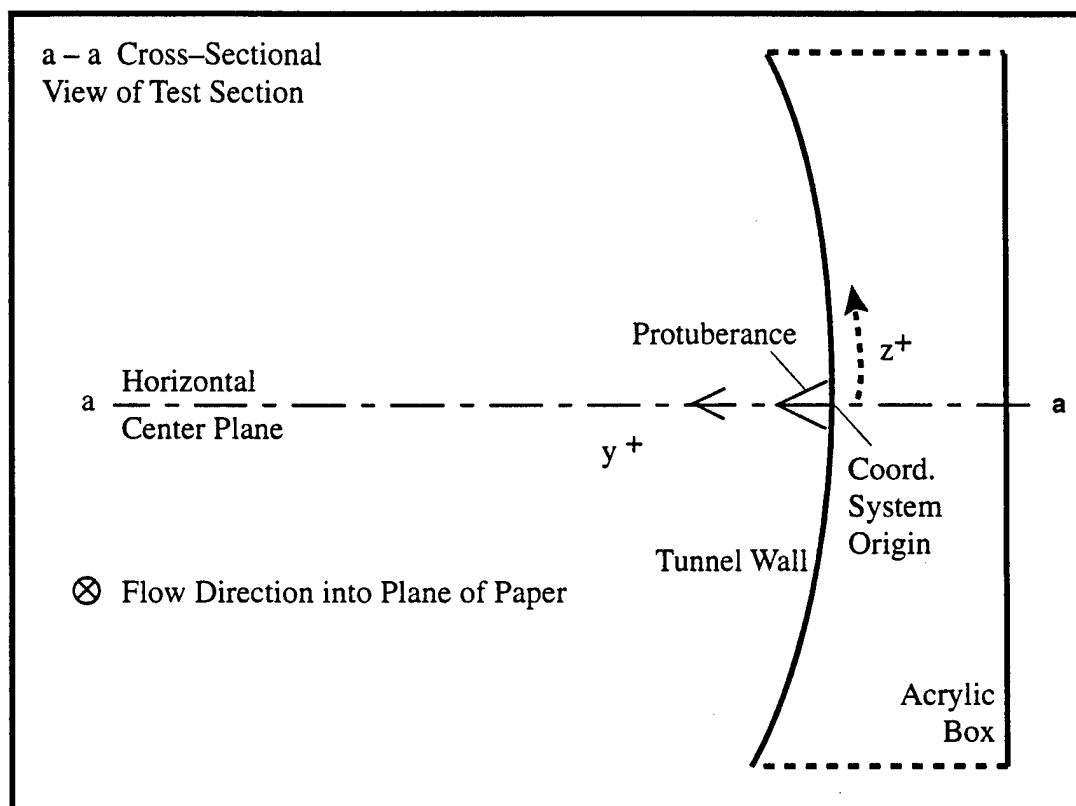 a – a Cross–Sectional
View of Test Section
Protuberance
z+
Horizontal
a
a
Center Plane
y+
Coord.
System
Origin
Tunnel Wall
⊗ Flow Direction into Plane of Paper
Acrylic
Box